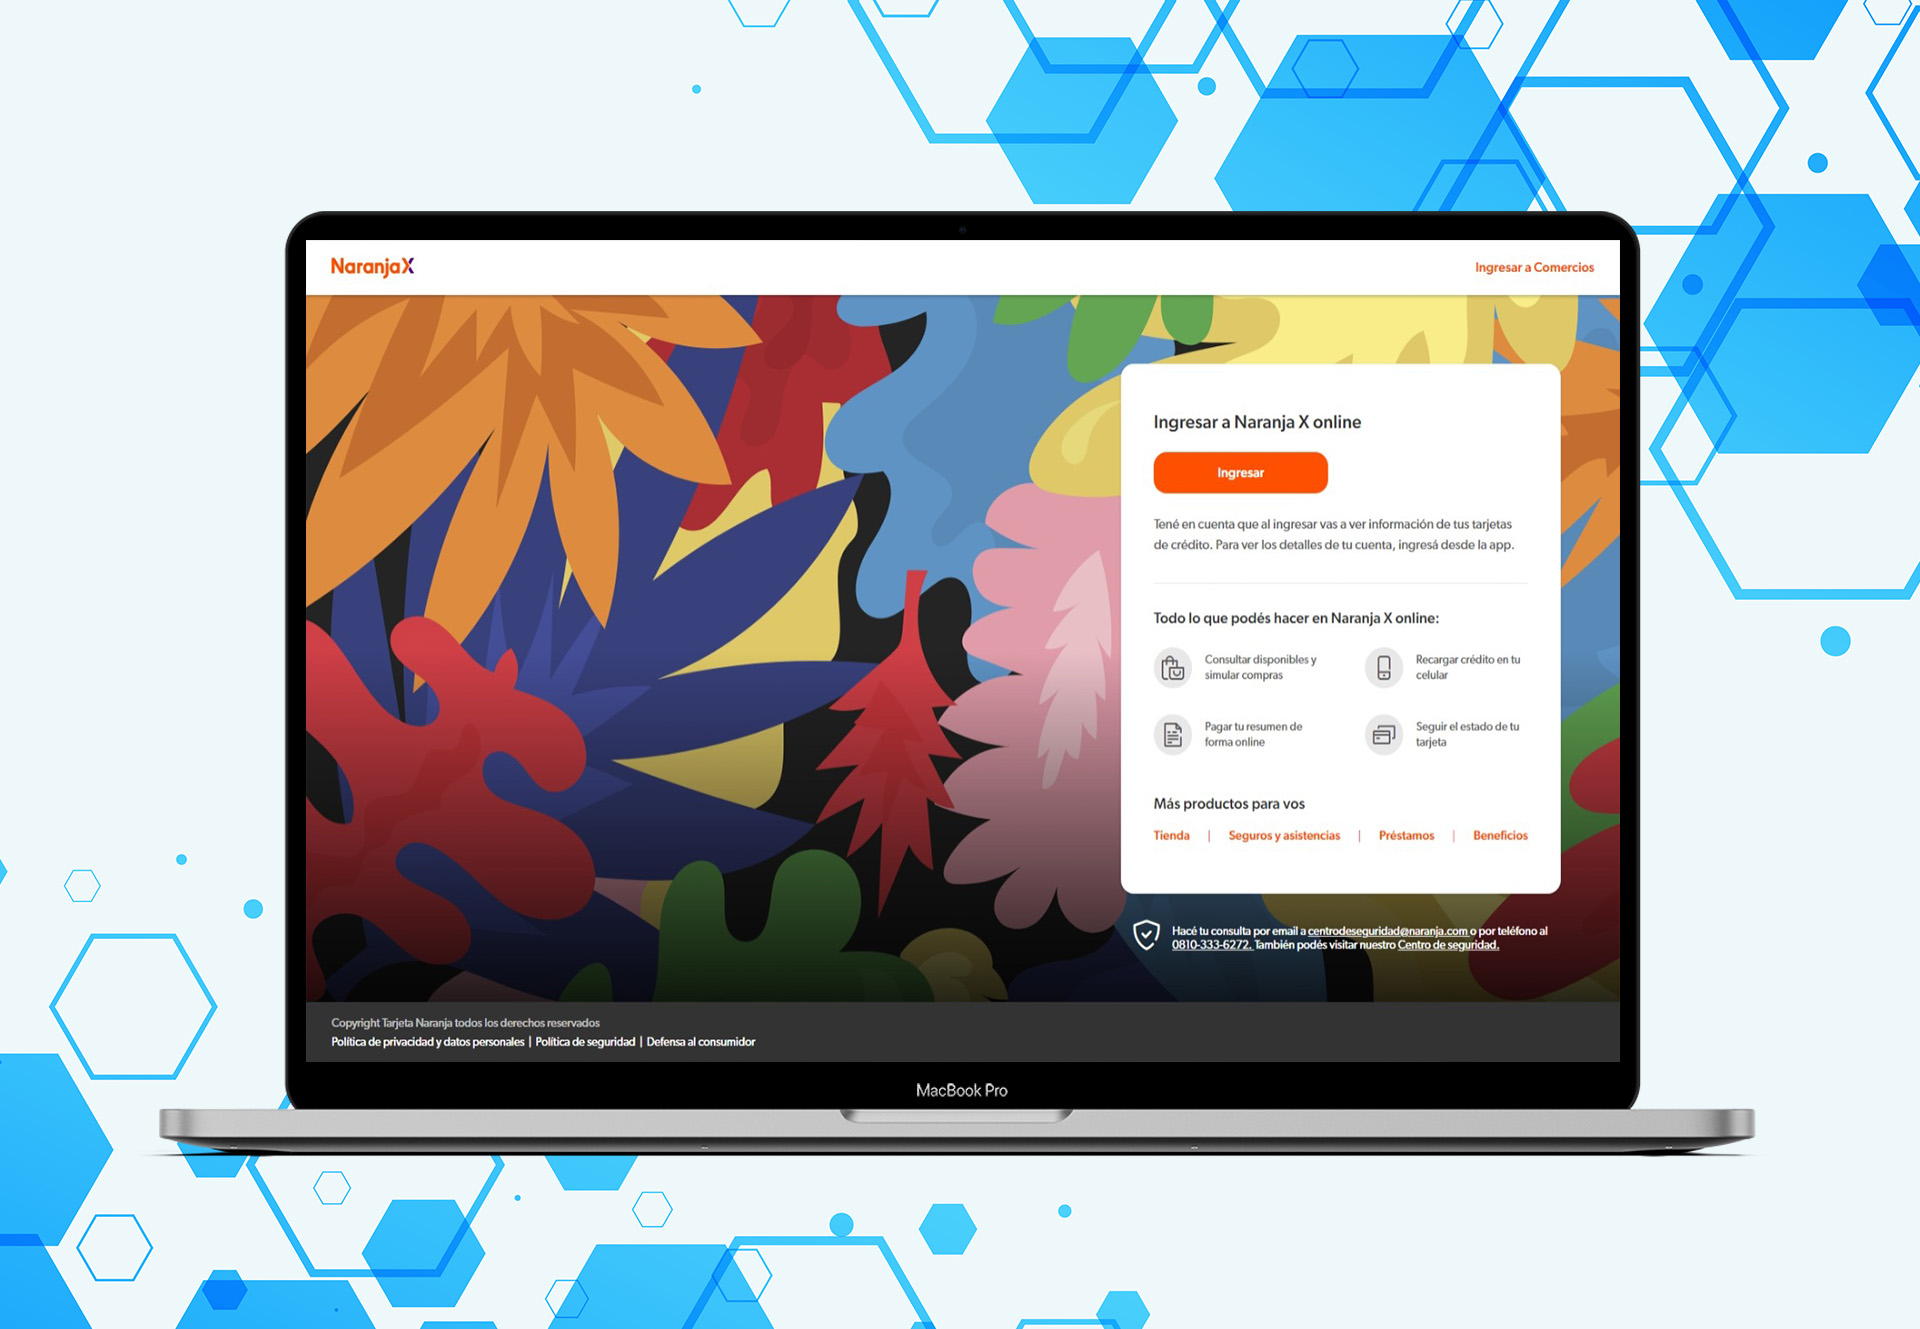 NaranjaX
Ingresar a Comercios
Ingresar a Naranja X online
Ingresar
Tené en cuenta que al ingresar vas a ver información de tus tarjetas
de crédito. Para ver los detalles de tu cuenta, ingresá desde la app.
Todo lo que podés hacer en Naranja X online:
Consultar disponibles y
simular compras
Recargar crédito en tu
celular
Pagar tu resumen de
forma online
Seguir el estado de tu
tarjeta
Más productos para vos
Tienda | Seguros y asistencias | Préstamos | Beneficios
Hacé tu consulta por email a centrodeseguridad@naranja.com o por teléfono al
0810-333-6272. También podés visitar nuestro Centro de seguridad.
Copyright Tarjeta Naranja todos los derechos reservados
Política de privacidad y datos personales | Política de seguridad | Defensa al consumidor
MacBook Pro